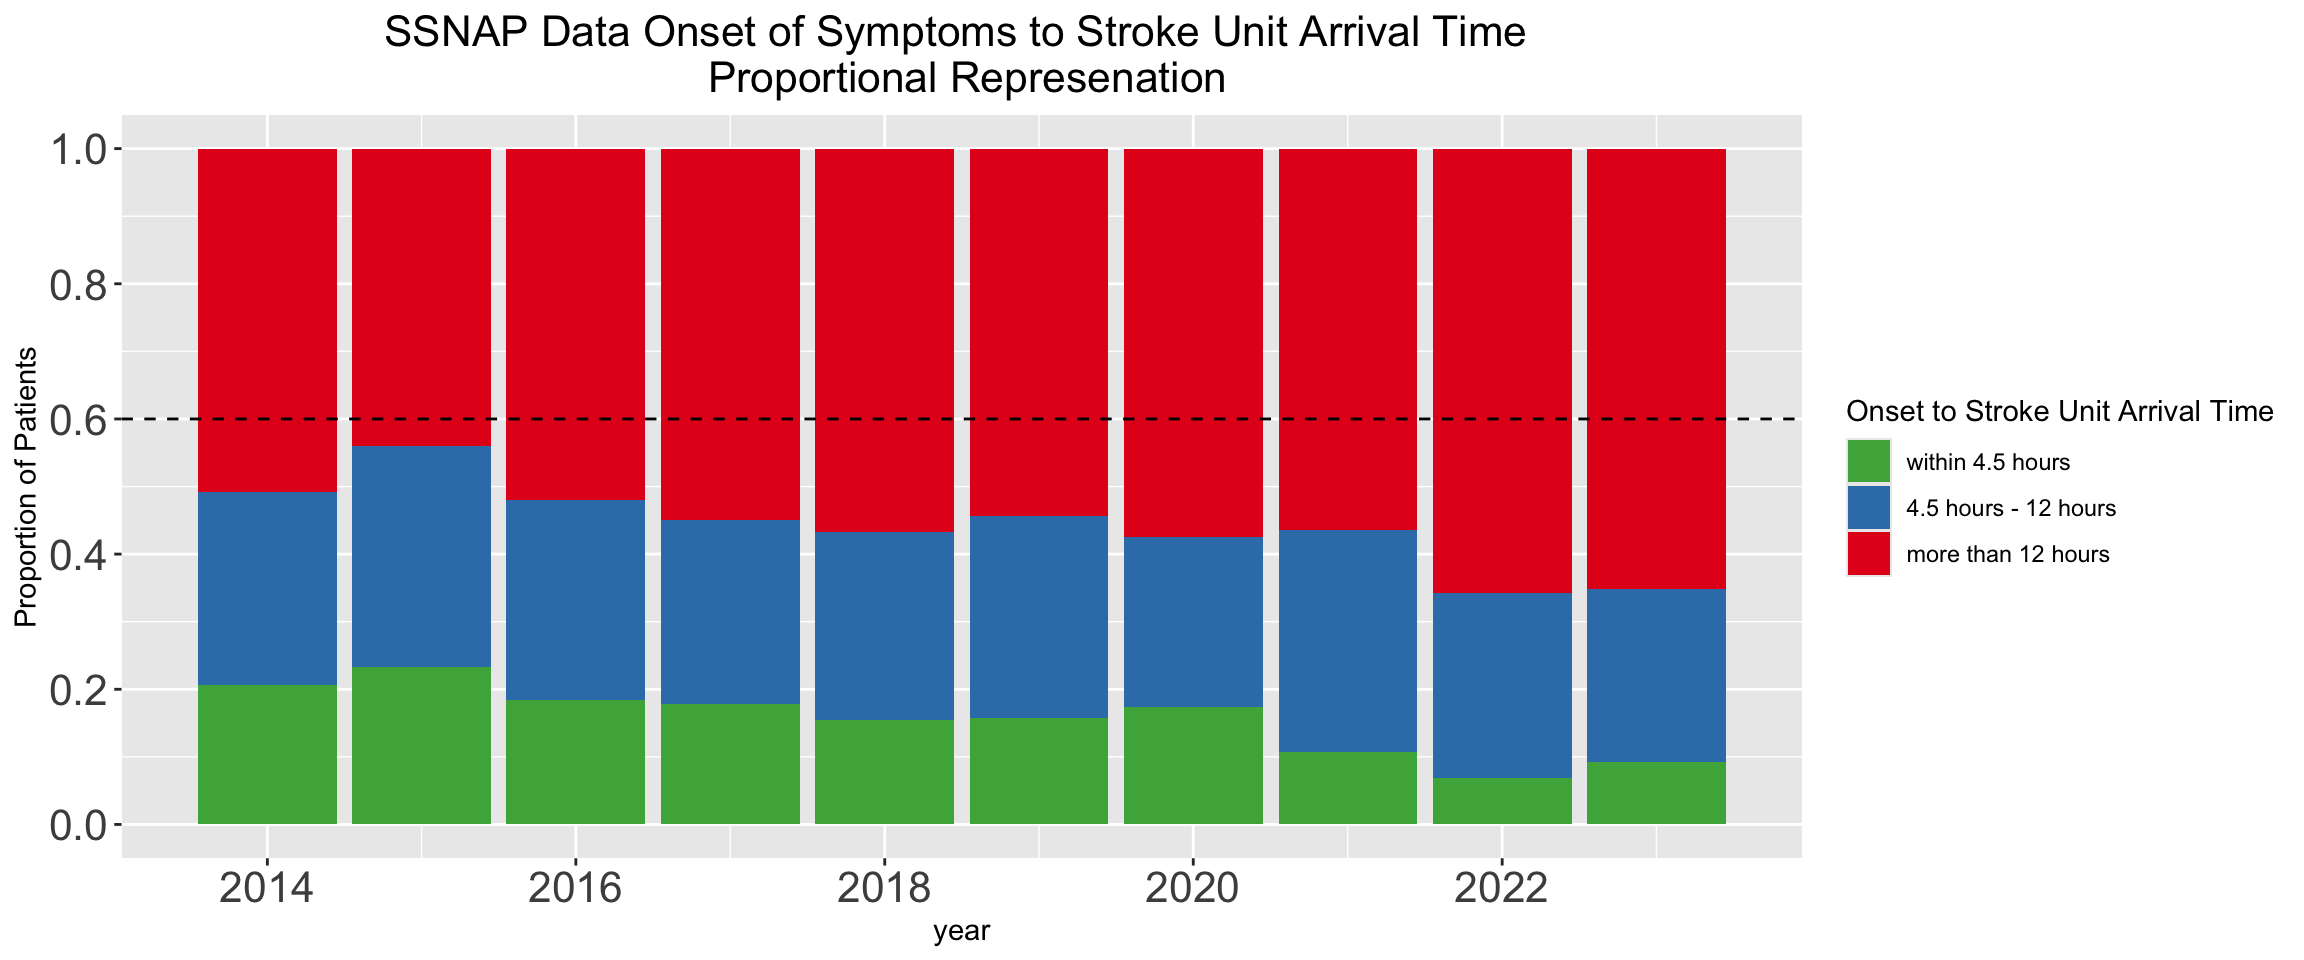 SSNAP Data Onset of Symptoms to Stroke Unit Arrival Time
Proportional Represenation
Proportion of Patients
1.0
0.8
0.6
0.4
0.2
0.0
2014
2016
2018
2020
2022
year
Onset to Stroke Unit Arrival Time
within 4.5 hours
4.5 hours - 12 hours
more than 12 hours